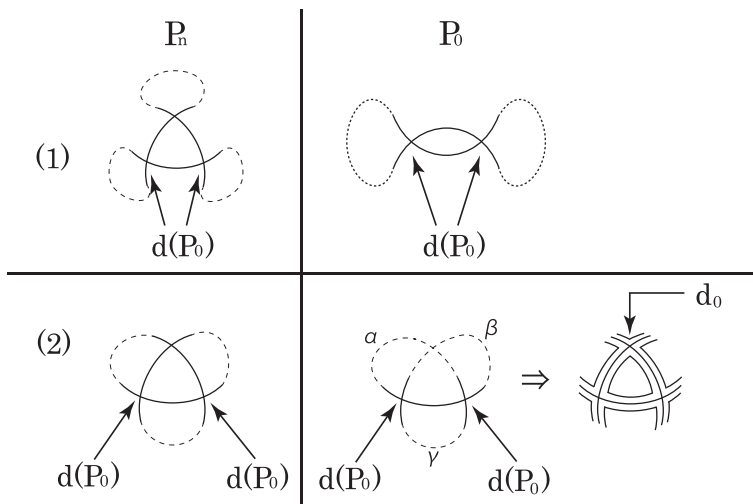 Pₙ
P₀
(1)
d(P₀)
d(P₀)
(2)
α
β
γ
⇒
d₀
d(P₀)
d(P₀)
d(P₀)
d(P₀)